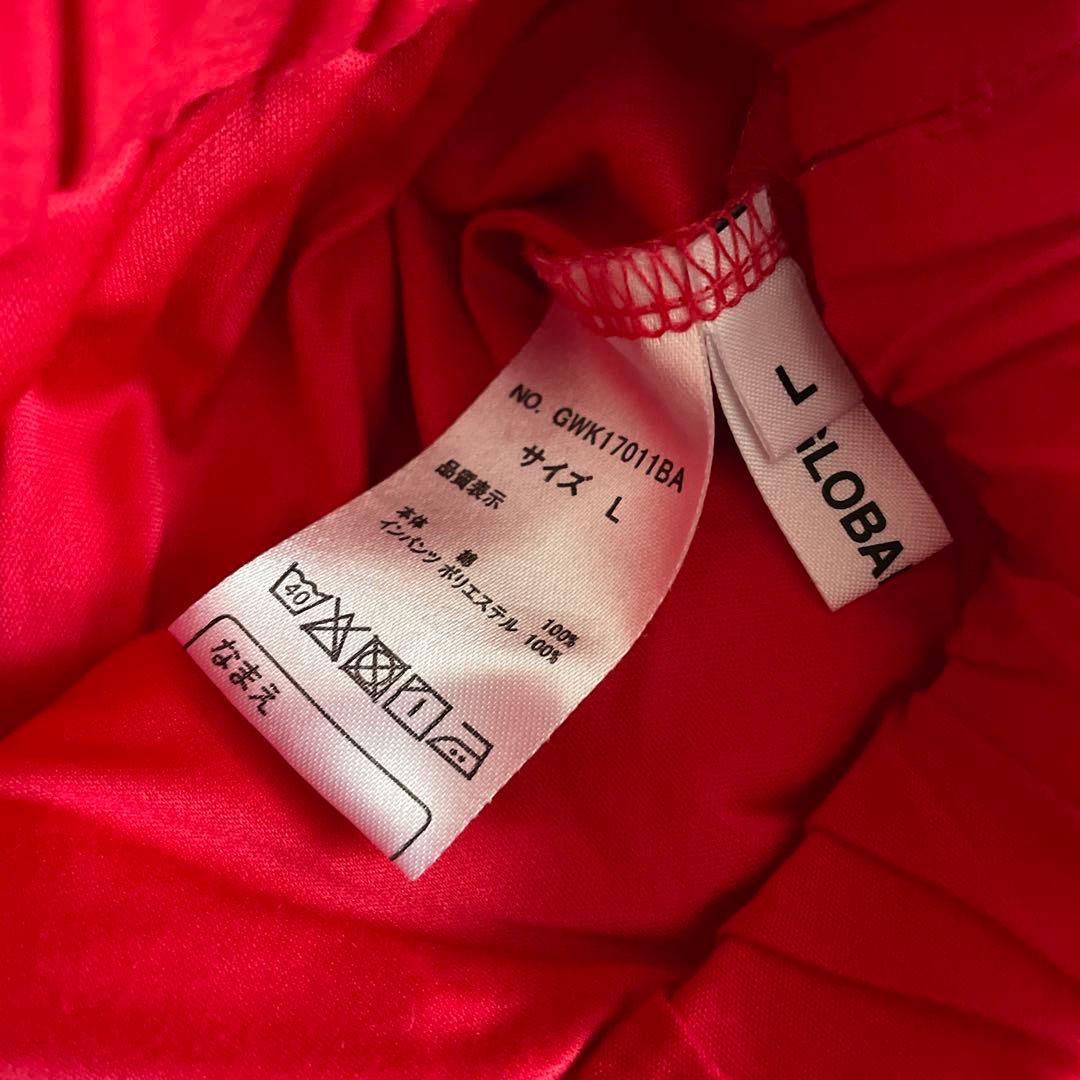 NO. GWK17011BA
サイズ L
品質表示
本体 綿 100%
インパンツ ポリエステル 100%
40
なまえ
L
iLOBA